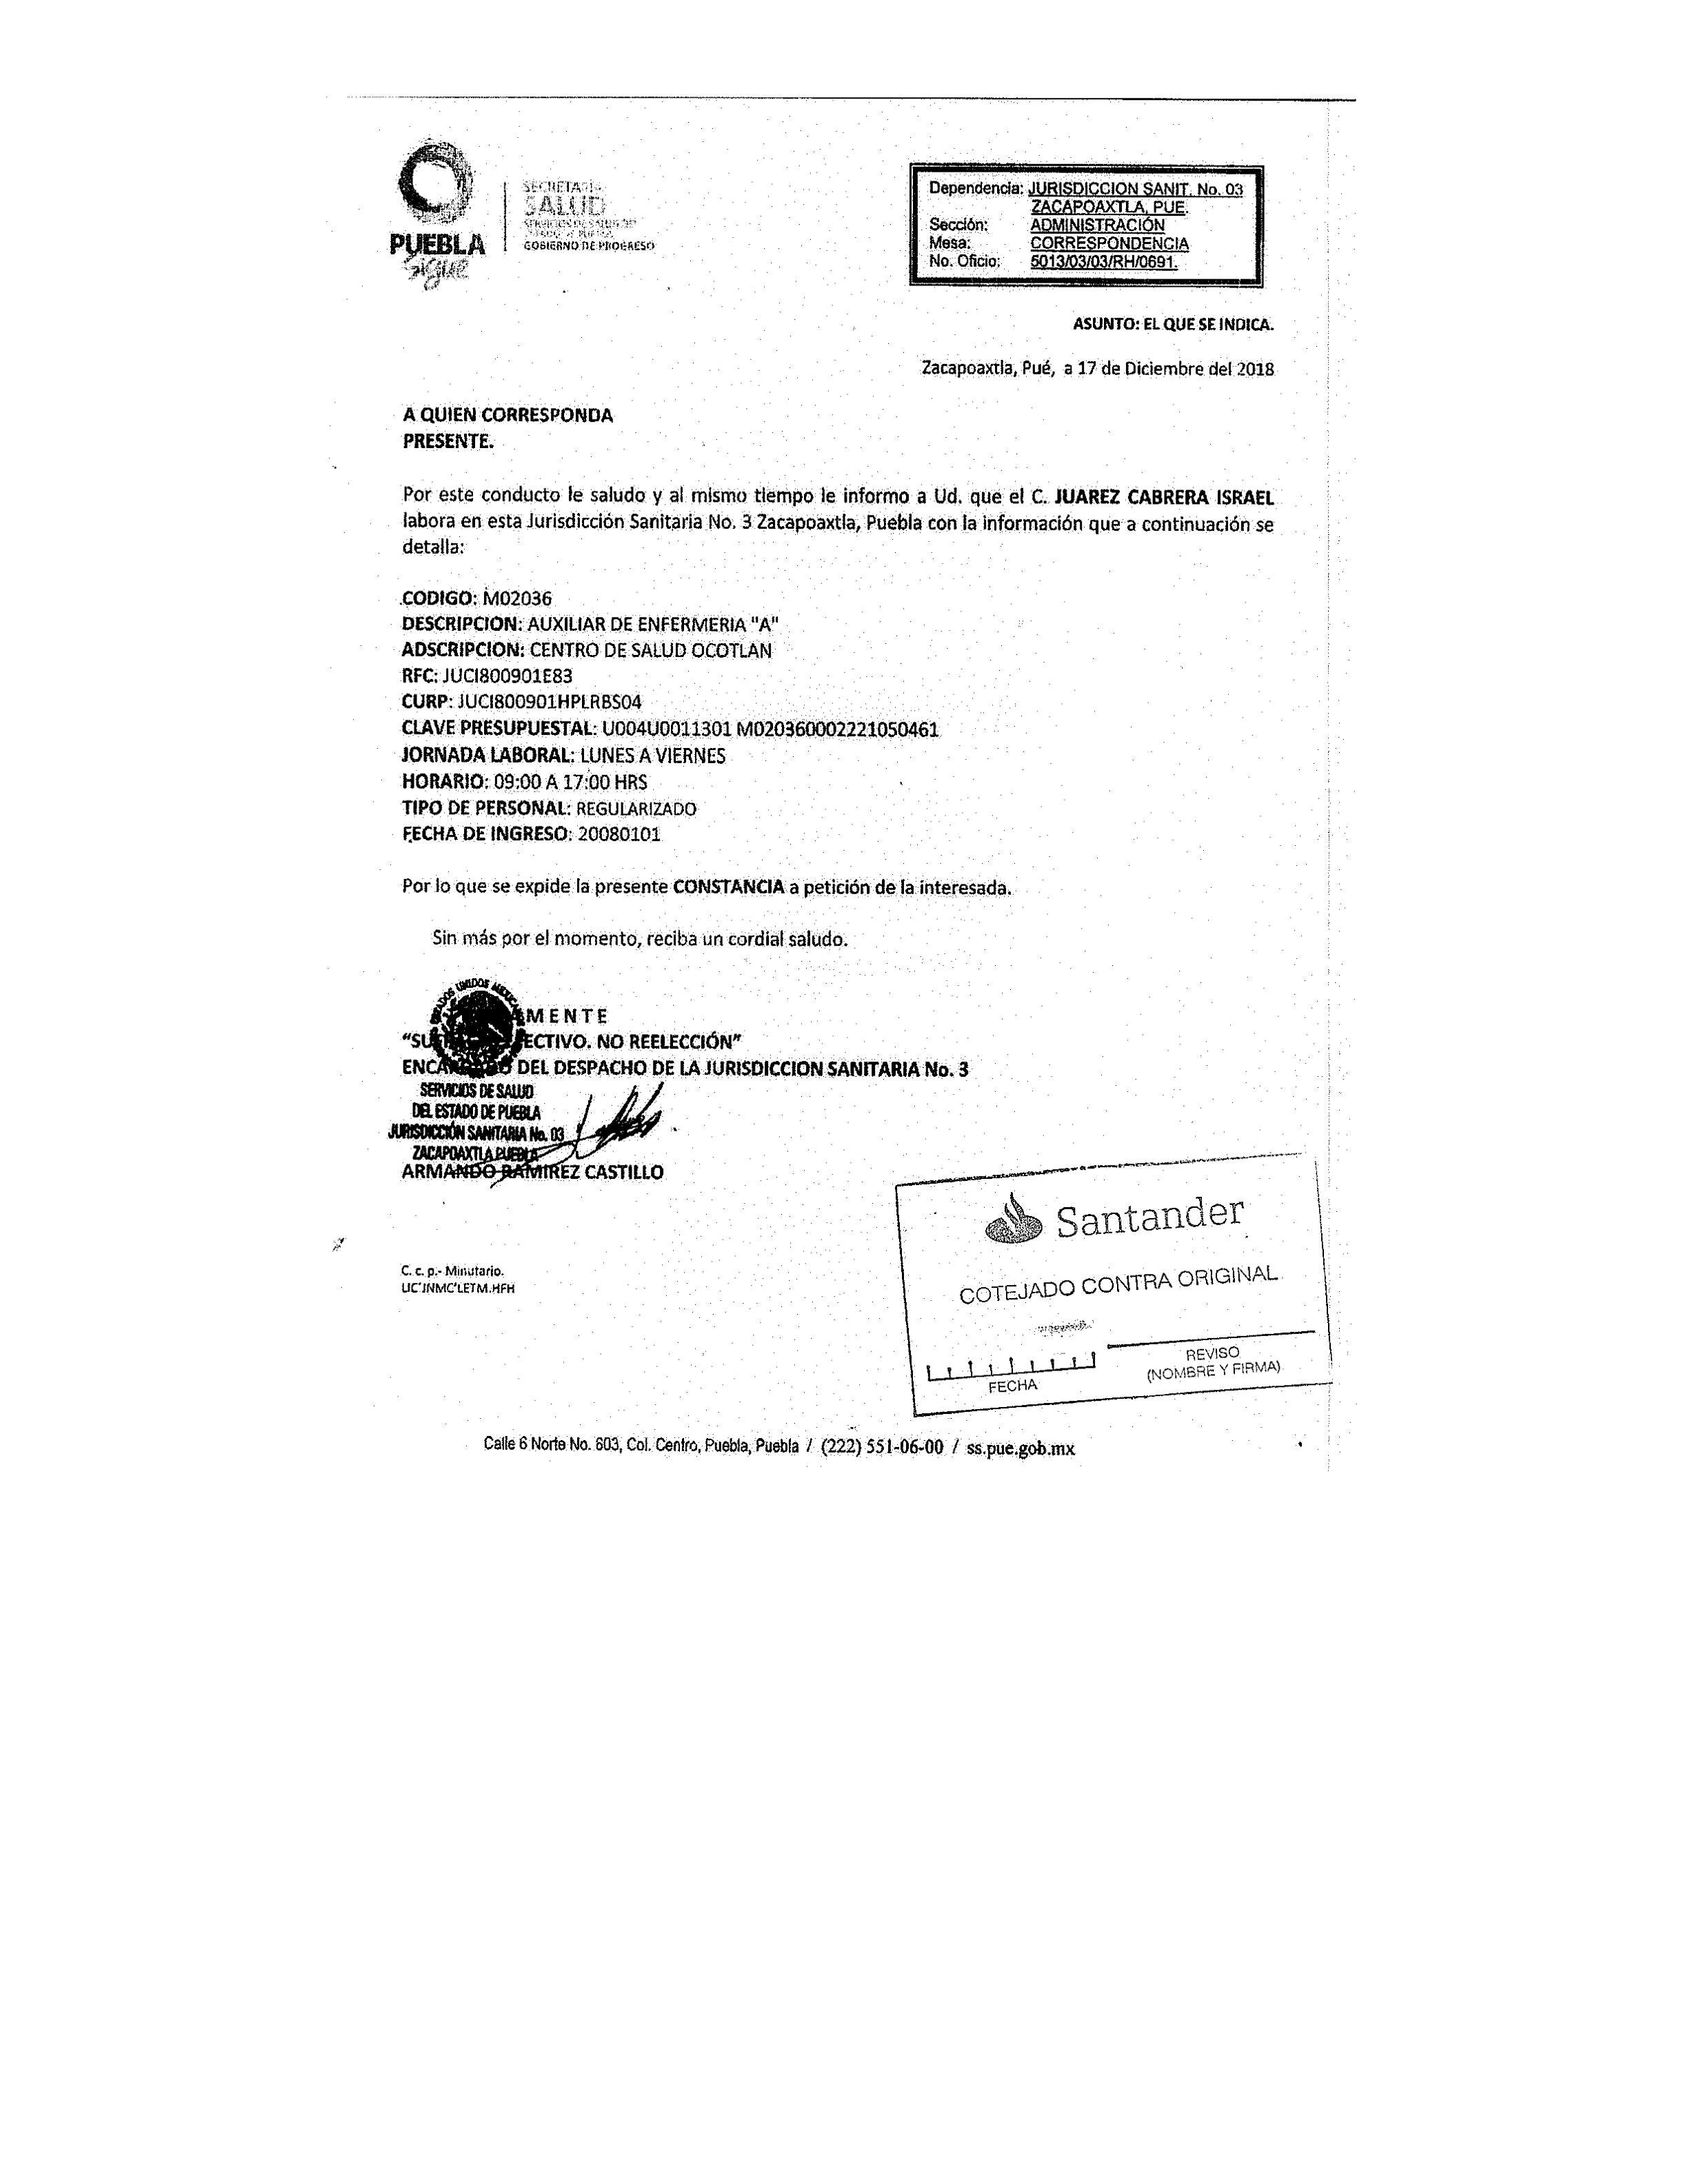 PUEBLA
Sigue
SECRETARÍA
SALUD
SERVICIOS DE SALUD DEL
ESTADO DE PUEBLA
GOBIERNO DE PROGRESO
Dependencia: JURISDICCION SANIT. No. 03
ZACAPOAXTLA, PUE.
Sección: ADMINISTRACIÓN
Mesa: CORRESPONDENCIA
No. Oficio: 5013/03/03/RH/0691.
ASUNTO: EL QUE SE INDICA.
Zacapoaxtla, Pué, a 17 de Diciembre del 2018
A QUIEN CORRESPONDA
PRESENTE.
Por este conducto le saludo y al mismo tiempo le informo a Ud. que el C. JUAREZ CABRERA ISRAEL
labora en esta Jurisdicción Sanitaria No. 3 Zacapoaxtla, Puebla con la información que a continuación se
detalla:
CODIGO: M02036
DESCRIPCION: AUXILIAR DE ENFERMERIA "A"
ADSCRIPCION: CENTRO DE SALUD OCOTLAN
RFC: JUCI800901E83
CURP: JUCI800901HPLRBS04
CLAVE PRESUPUESTAL: U004U0011301 M020360002221050461
JORNADA LABORAL: LUNES A VIERNES
HORARIO: 09:00 A 17:00 HRS
TIPO DE PERSONAL: REGULARIZADO
FECHA DE INGRESO: 20080101
Por lo que se expide la presente CONSTANCIA a petición de la interesada.
Sin más por el momento, reciba un cordial saludo.
MENTE
"SU ECTIVO. NO REELECCIÓN"
DEL DESPACHO DE LA JURISDICCION SANITARIA No. 3
SERVICIOS DE SALUD
DEL ESTADO DE PUEBLA
JURISDICCIÓN SANITARIA No. 03
ZACAPOAXTLA PUEBLA
ARMANDO RAMIREZ CASTILLO
Santander
COTEJADO CONTRA ORIGINAL
REVISO
(NOMBRE Y FIRMA)
FECHA
C. c. p.- Minutario.
Calle 6 Norte No. 603, Col. Centro, Puebla, Puebla / (222) 551-06-00 / ss.pue.gob.mx